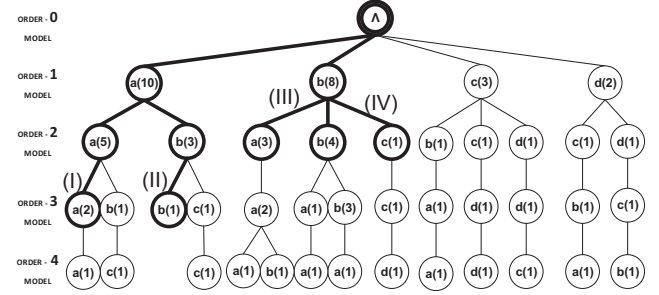 ORDER - 0 MODEL Λ
ORDER - 1 MODEL a(10) b(8) c(3) d(2)
(III) (IV)
ORDER - 2 MODEL a(5) b(3) a(3) b(4) c(1) b(1) c(1) d(1) c(1) d(1)
(I) (II)
ORDER - 3 MODEL a(2) b(1) b(1) c(1) a(2) a(1) b(3) c(1) a(1) d(1) d(1) b(1) c(1)
ORDER - 4 MODEL a(1) c(1) c(1) a(1) b(1) a(1) a(1) d(1) a(1) d(1) c(1) a(1) b(1)